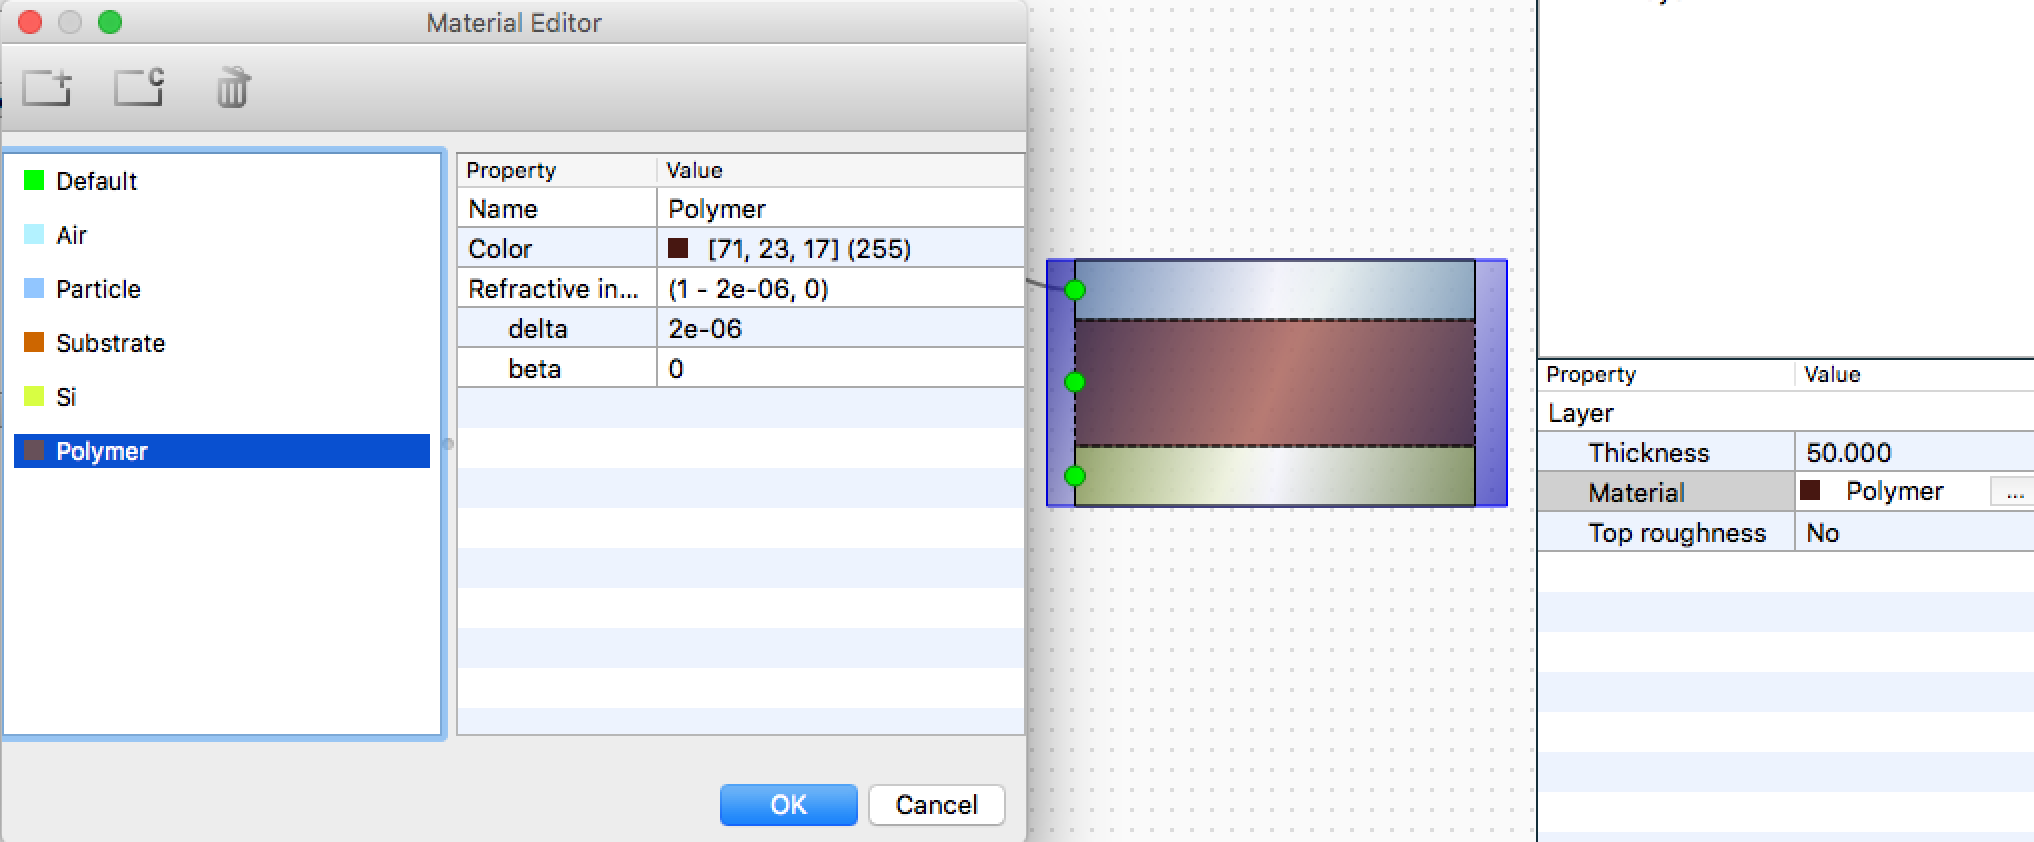 Material Editor
Default
Air
Particle
Substrate
Si
Polymer
Property Value
Name Polymer
Color [71, 23, 17] (255)
Refractive in... (1 - 2e-06, 0)
delta 2e-06
beta 0
OK Cancel
Property Value
Layer
Thickness 50.000
Material Polymer ...
Top roughness No